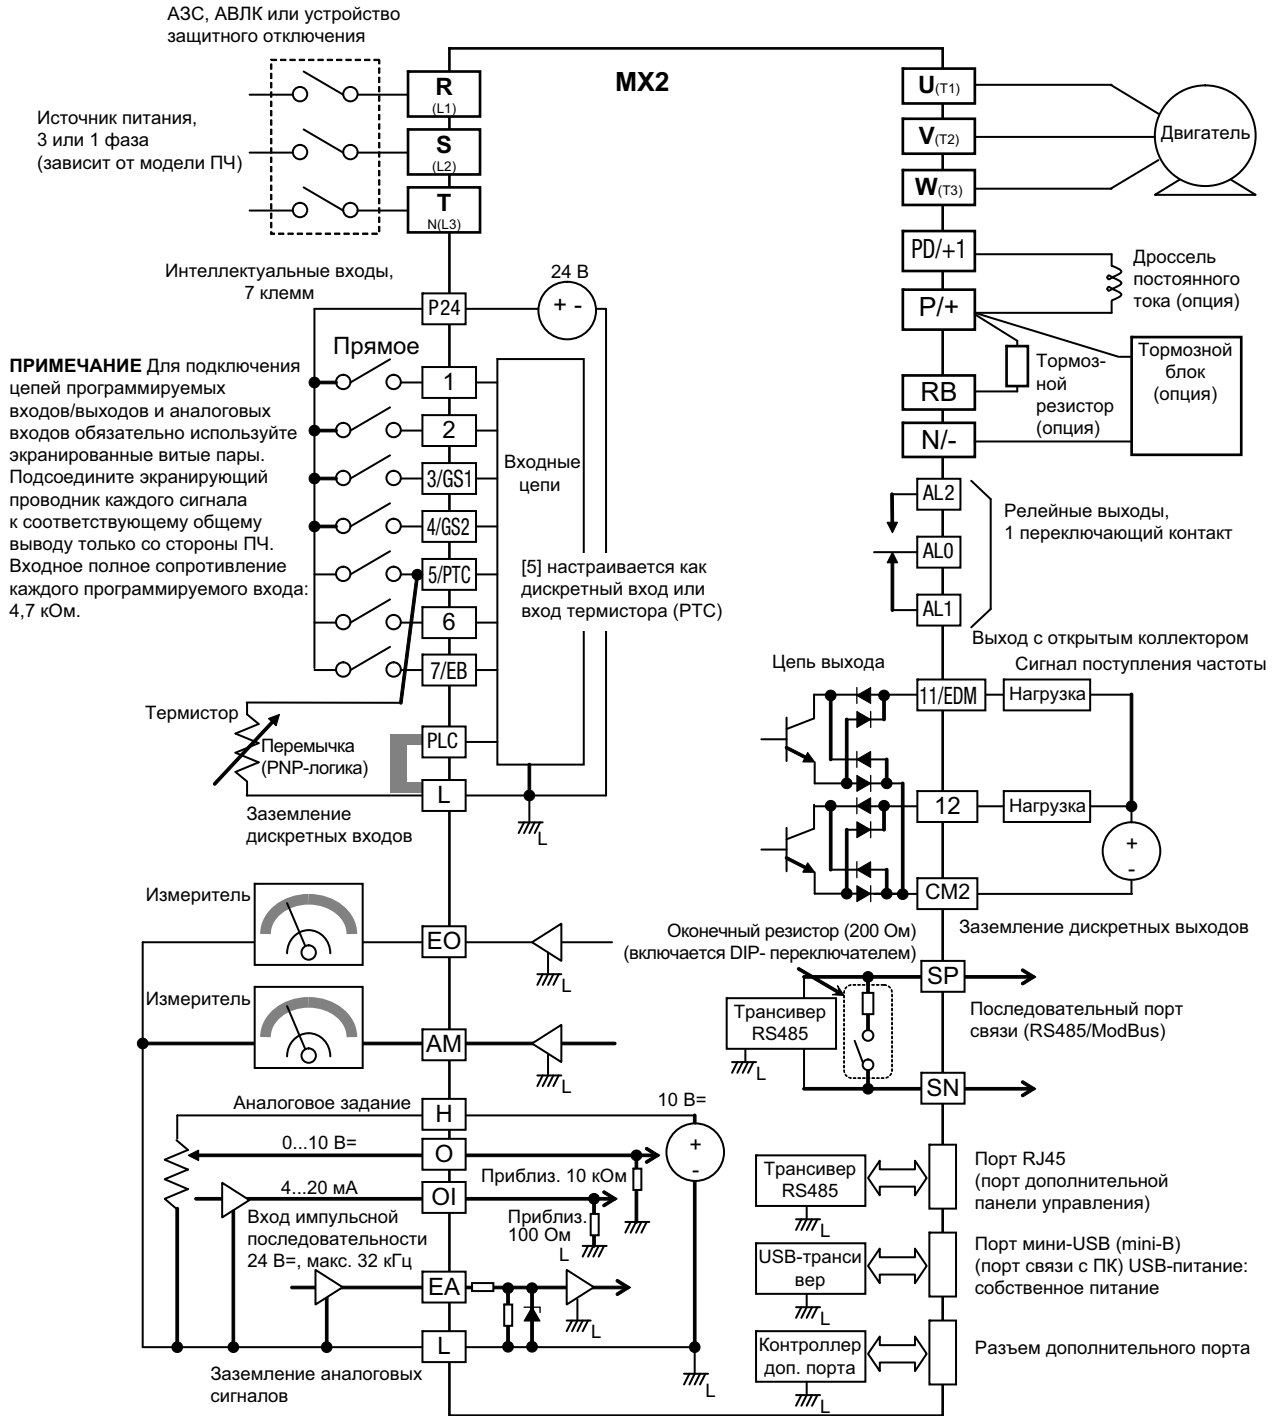 АЗС, АВЛК или устройство
защитного отключения
MX2
R
(L1)
S
(L2)
T
N(L3)
Источник питания,
3 или 1 фаза
(зависит от модели ПЧ)
U(T1)
V(T2)
W(T3)
Двигатель
PD/+1
P/+
RB
N/-
Дроссель
постоянного
тока (опция)
Тормоз-
ной
резистор
(опция)
Тормозной
блок
(опция)
Интеллектуальные входы,
7 клемм
24 В
P24
+ -
Прямое
1
2
3/GS1
4/GS2
5/PTC
6
7/EB
PLC
L
Входные
цепи
[5] настраивается как
дискретный вход или
вход термистора (PTC)
ПРИМЕЧАНИЕ Для подключения
цепей программируемых
входов/выходов и аналоговых
входов обязательно используйте
экранированные витые пары.
Подсоедините экранирующий
проводник каждого сигнала
к соответствующему общему
выводу только со стороны ПЧ.
Входное полное сопротивление
каждого программируемого входа:
4,7 кОм.
AL2
AL0
AL1
Релейные выходы,
1 переключающий контакт
Выход с открытым коллектором
Цепь выхода
Сигнал поступления частоты
11/EDM
Нагрузка
12
Нагрузка
+
-
CM2
Заземление дискретных выходов
Термистор
Перемычка
(PNP-логика)
Заземление
дискретных входов
L
Измеритель
EO
L
Измеритель
AM
L
Оконечный резистор (200 Ом)
(включается DIP- переключателем)
SP
Трансивер
RS485
L
Последовательный порт
связи (RS485/ModBus)
SN
Аналоговое задание
H
10 В=
0...10 В=
O
+
-
Приблиз. 10 кОм
4...20 мА
OI
Приблиз.
100 Ом
L
Вход импульсной
последовательности
24 В=, макс. 32 кГц
EA
L
L
L
Заземление аналоговых
сигналов
Трансивер
RS485
L
Порт RJ45
(порт дополнительной
панели управления)
USB-транси
вер
L
Порт мини-USB (mini-B)
(порт связи с ПК) USB-питание:
собственное питание
Контроллер
доп. порта
L
Разъем дополнительного порта